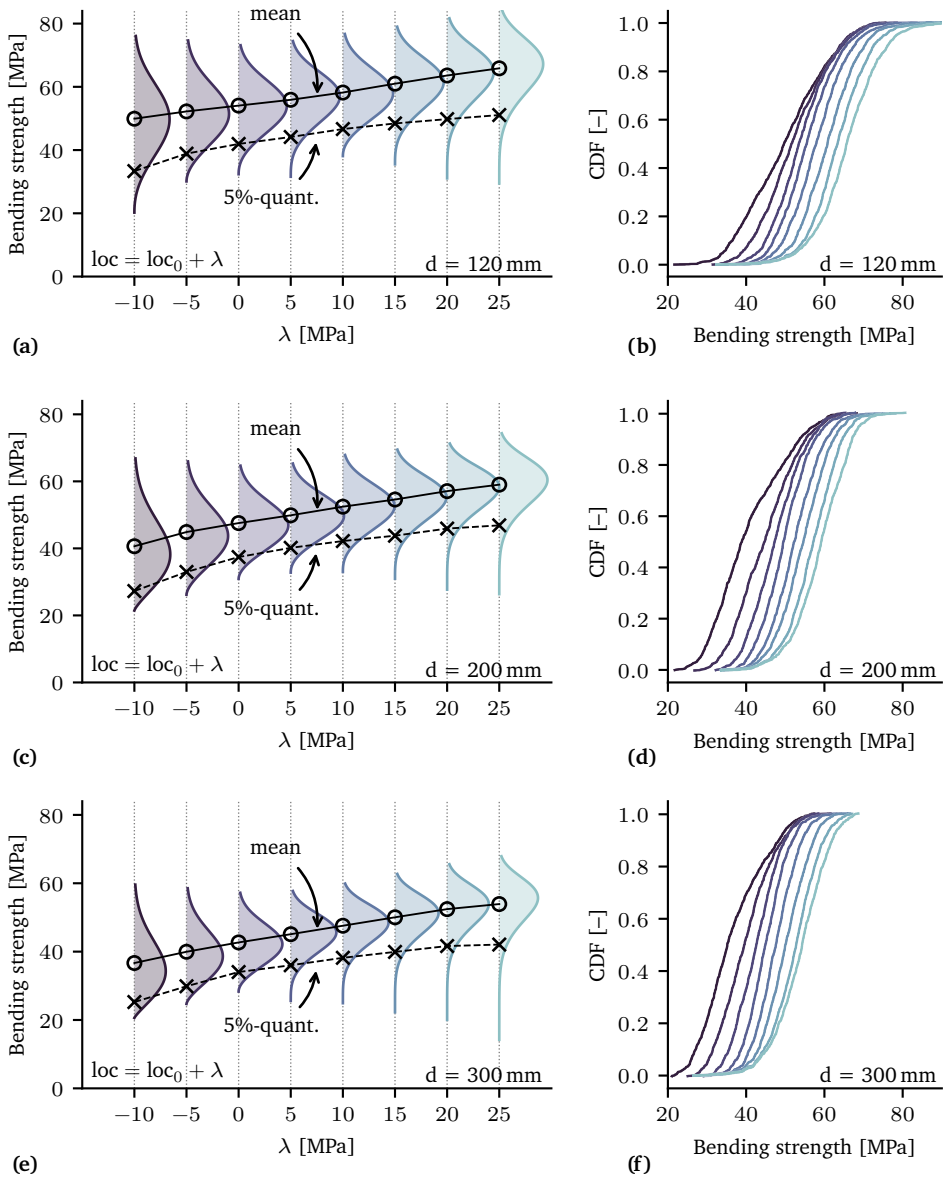 mean
80
60
40
20
0
Bending strength [MPa]
5%-quant.
loc = loc₀ + λ
d = 120 mm
−10 −5 0 5 10 15 20 25
λ [MPa]
(a)
1.0
0.8
0.6
0.4
0.2
0.0
CDF [−]
d = 120 mm
20 40 60 80
Bending strength [MPa]
(b)
80
60
40
20
0
Bending strength [MPa]
mean
5%-quant.
loc = loc₀ + λ
d = 200 mm
−10 −5 0 5 10 15 20 25
λ [MPa]
(c)
1.0
0.8
0.6
0.4
0.2
0.0
CDF [−]
d = 200 mm
20 40 60 80
Bending strength [MPa]
(d)
80
60
40
20
0
Bending strength [MPa]
mean
5%-quant.
loc = loc₀ + λ
d = 300 mm
−10 −5 0 5 10 15 20 25
λ [MPa]
(e)
1.0
0.8
0.6
0.4
0.2
0.0
CDF [−]
d = 300 mm
20 40 60 80
Bending strength [MPa]
(f)